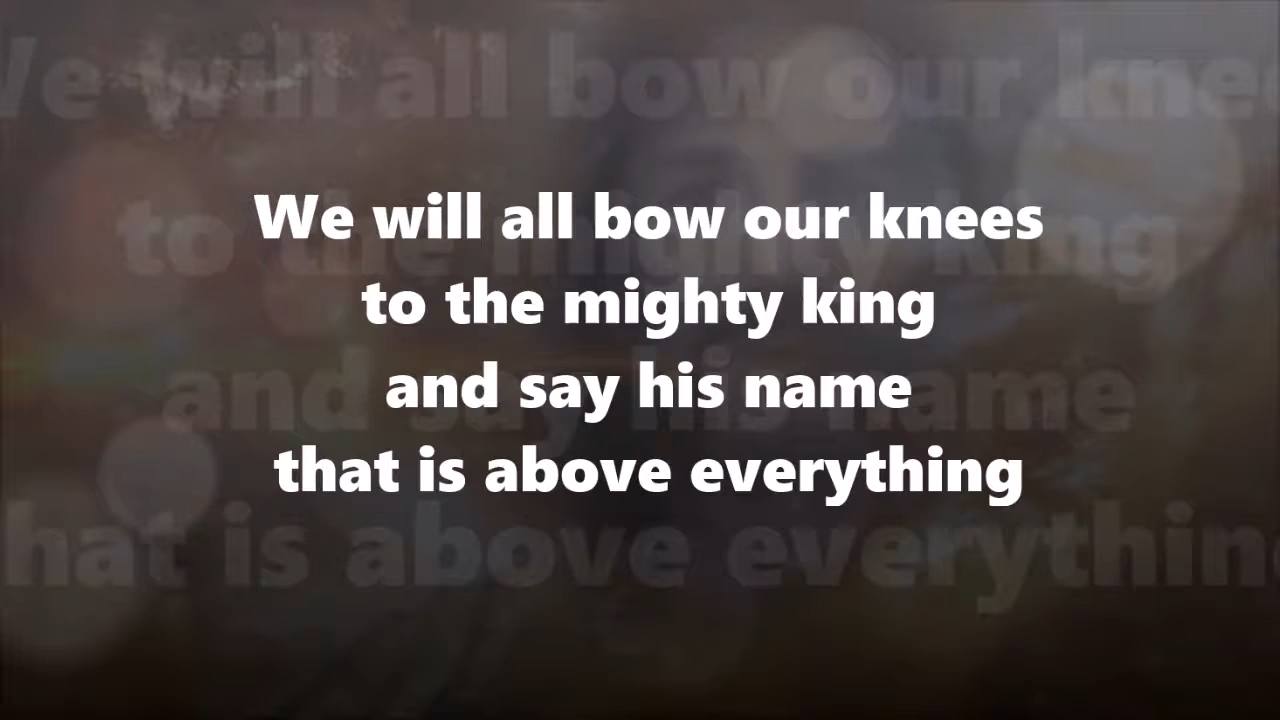 We will all bow our knees
to the mighty king
and say his name
that is above everything